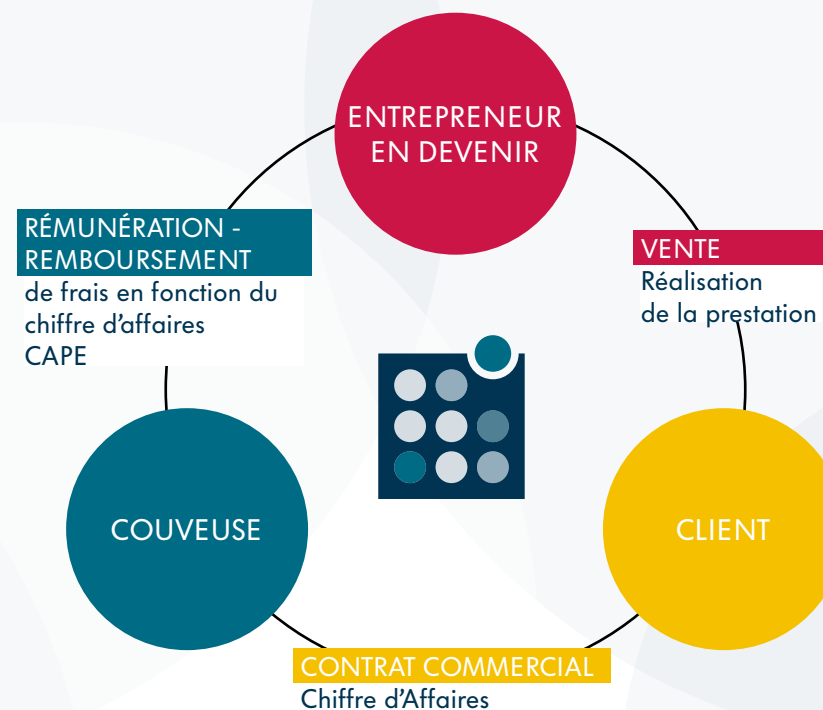 ENTREPRENEUR
EN DEVENIR
RÉMUNÉRATION -
REMBOURSEMENT
de frais en fonction du
chiffre d'affaires
CAPE
VENTE
Réalisation
de la prestation
COUVEUSE
CLIENT
CONTRAT COMMERCIAL
Chiffre d'Affaires